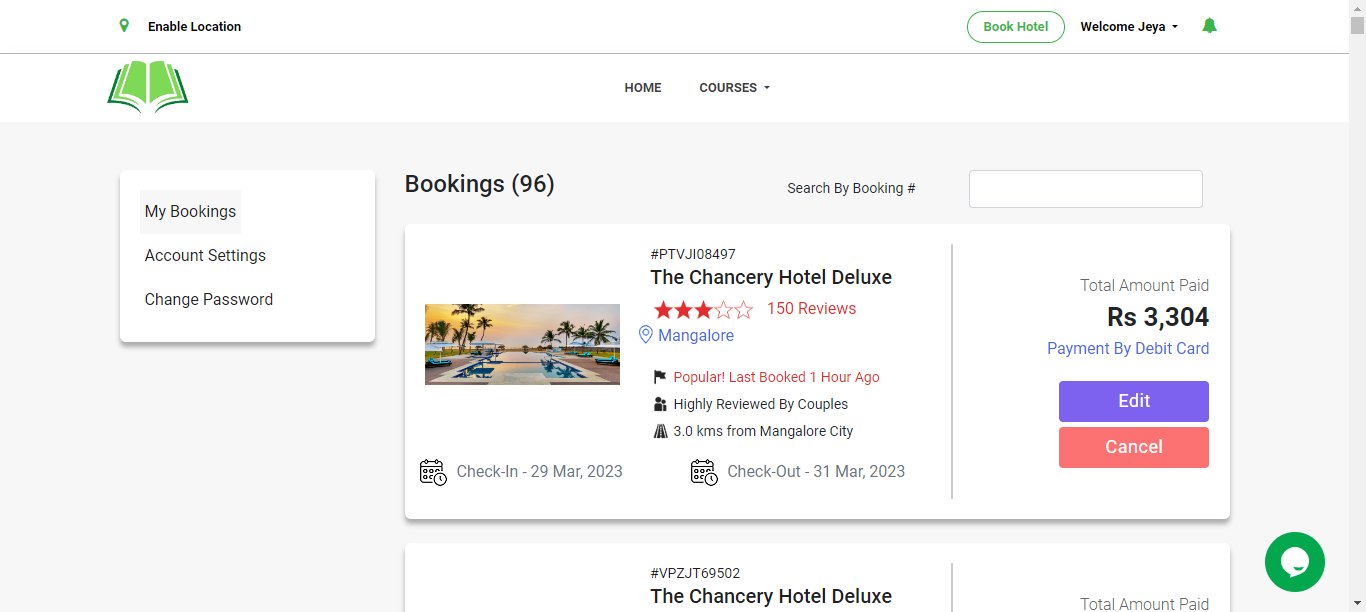 Enable Location
Book Hotel
Welcome Jeya
HOME
COURSES
My Bookings
Account Settings
Change Password
Bookings (96)
Search By Booking #
#PTVJI08497
The Chancery Hotel Deluxe
150 Reviews
Mangalore
Popular! Last Booked 1 Hour Ago
Highly Reviewed By Couples
3.0 kms from Mangalore City
Check-In - 29 Mar, 2023
Check-Out - 31 Mar, 2023
Total Amount Paid
Rs 3,304
Payment By Debit Card
Edit
Cancel
#VPZJT69502
The Chancery Hotel Deluxe
Total Amount Paid